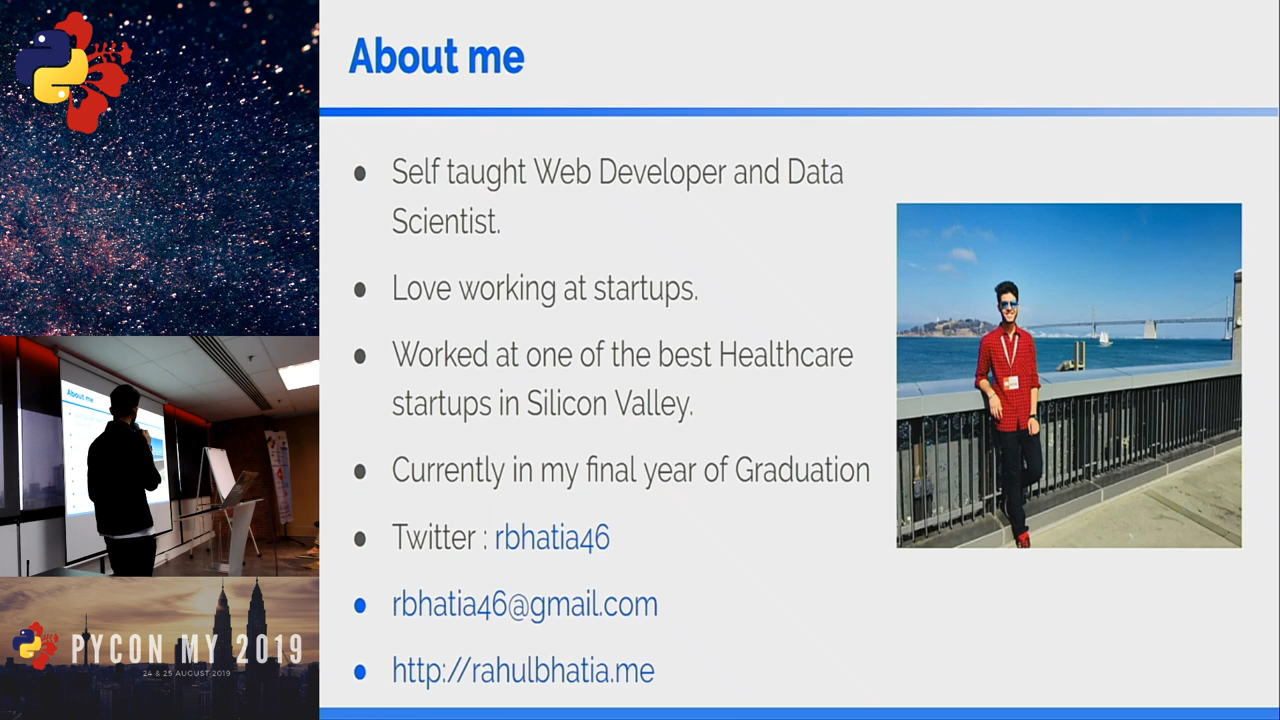 About me
● Self taught Web Developer and Data
Scientist.
● Love working at startups.
● Worked at one of the best Healthcare
startups in Silicon Valley.
● Currently in my final year of Graduation
● Twitter : rbhatia46
● rbhatia46@gmail.com
● http://rahulbhatia.me
About me
PYCON MY 2019
24 & 25 AUGUST 2019